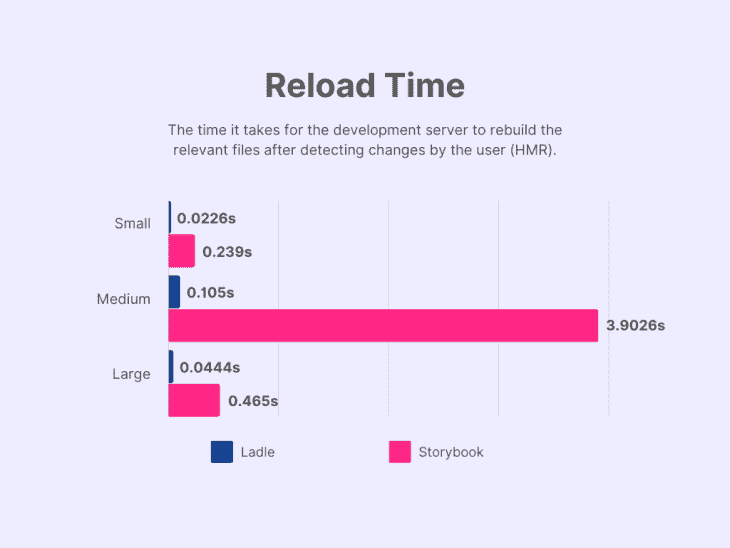 Reload Time
The time it takes for the development server to rebuild the
relevant files after detecting changes by the user (HMR).
Small
0.0226s
0.239s
Medium
0.105s
3.9026s
Large
0.0444s
0.465s
Ladle
Storybook